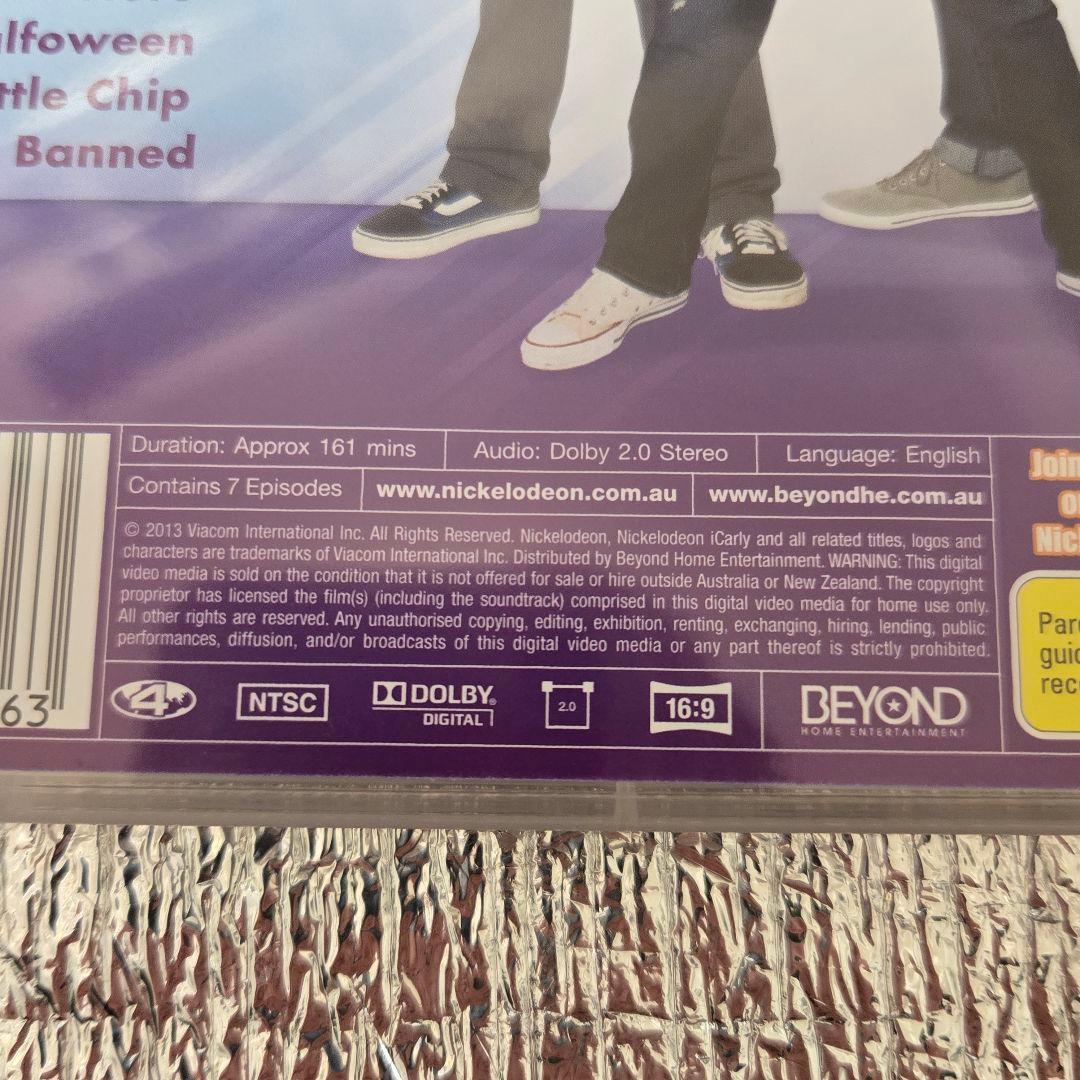 alfoween
ttle Chip
Banned
Duration: Approx 161 mins
Audio: Dolby 2.0 Stereo
Language: English
Contains 7 Episodes
www.nickelodeon.com.au
www.beyondhe.com.au
© 2013 Viacom International Inc. All Rights Reserved. Nickelodeon, Nickelodeon iCarly and all related titles, logos and
characters are trademarks of Viacom International Inc. Distributed by Beyond Home Entertainment. WARNING: This digital
video media is sold on the condition that it is not offered for sale or hire outside Australia or New Zealand. The copyright
proprietor has licensed the film(s) (including the soundtrack) comprised in this digital video media for home use only.
All other rights are reserved. Any unauthorised copying, editing, exhibition, renting, exchanging, hiring, lending, public
performances, diffusion, and/or broadcasts of this digital video media or any part thereof is strictly prohibited.
63
4
NTSC
DOLBY
DIGITAL
2.0
16:9
BEYOND
HOME ENTERTAINMENT
Join
Nick
Pare
guid
rec